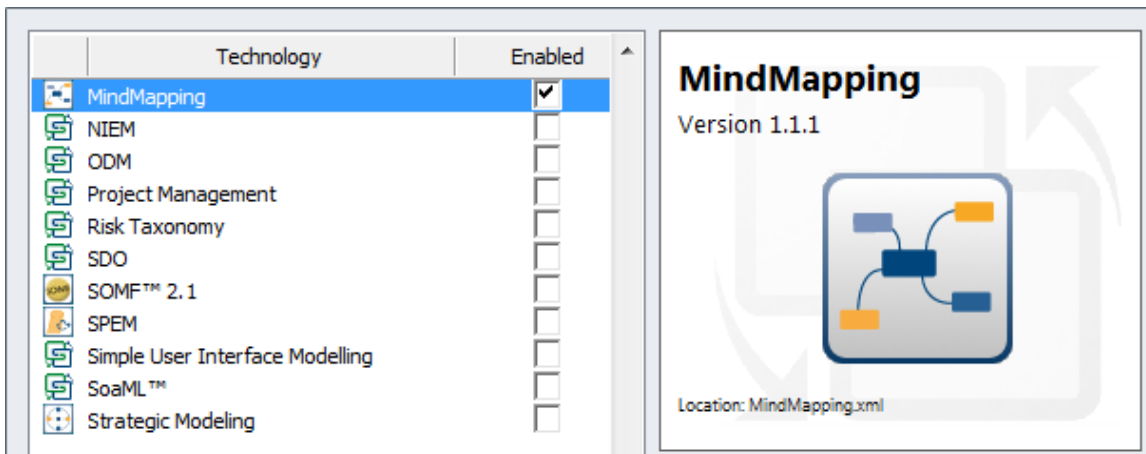 Technology Enabled
MindMapping
NIEM
ODM
Project Management
Risk Taxonomy
SDO
SOMF™ 2.1
SPEM
Simple User Interface Modelling
SoaML™
Strategic Modeling
MindMapping
Version 1.1.1
Location: MindMapping.xml